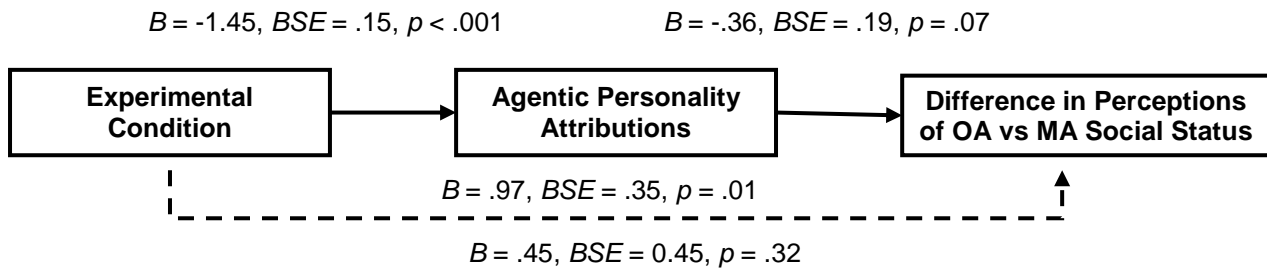 B = -1.45, BSE = .15, p < .001
B = -.36, BSE = .19, p = .07
Experimental
Condition
Agentic Personality
Attributions
Difference in Perceptions
of OA vs MA Social Status
B = .97, BSE = .35, p = .01
B = .45, BSE = 0.45, p = .32